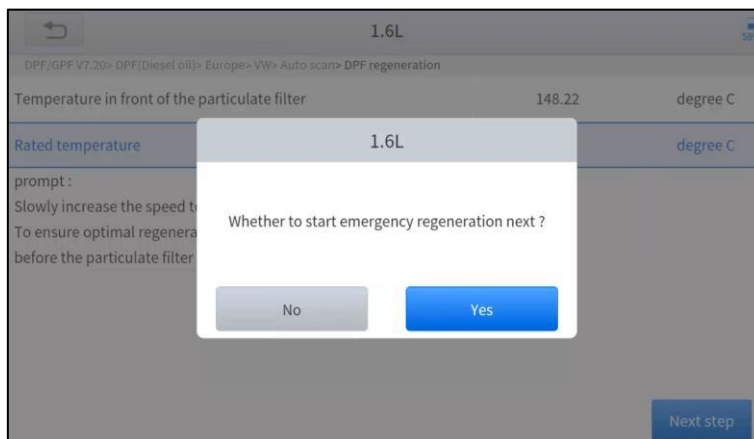 1.6L
59
DPF/GPF V7.20> DPF(Diesel oil)> Europe> VW> Auto scan> DPF regeneration
Temperature in front of the particulate filter 148.22 degree C
Rated temperature degree C
1.6L
prompt :
Slowly increase the speed
To ensure optimal
before the particulate filter
Whether to start emergency regeneration next ?
No Yes
Next step